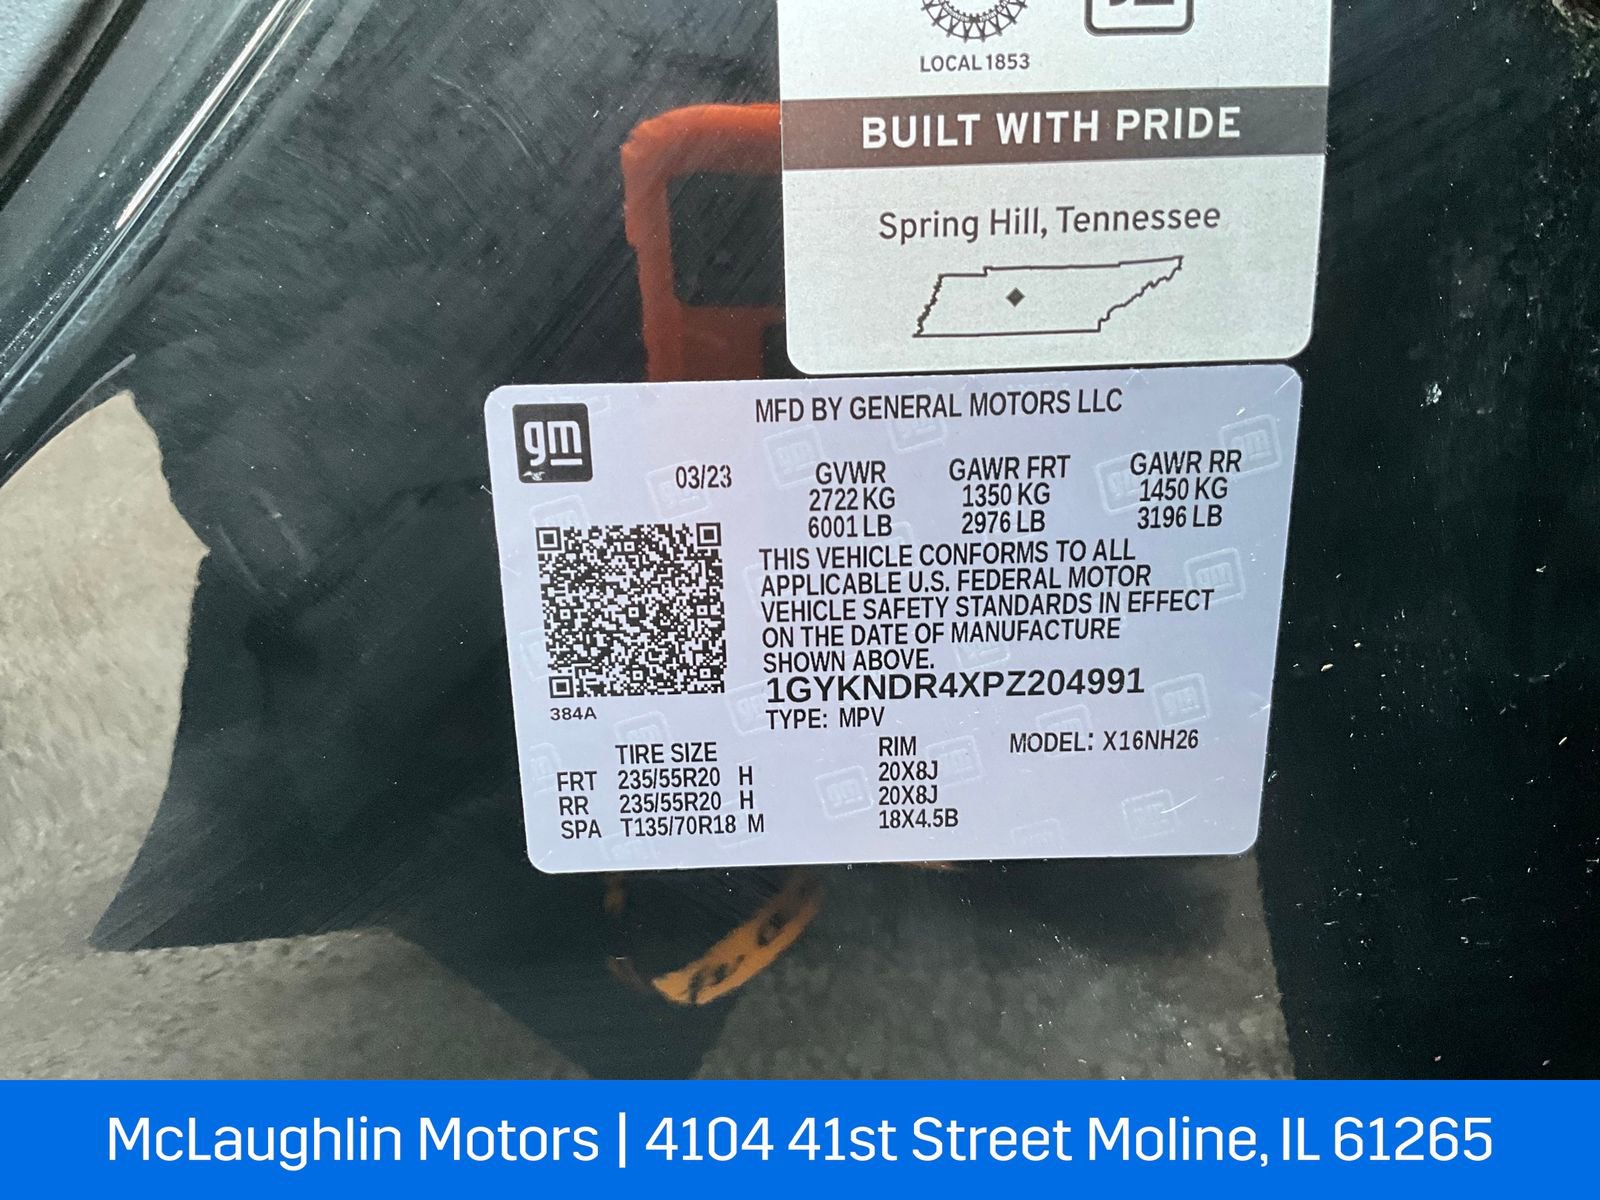 LOCAL 1853
BUILT WITH PRIDE
Spring Hill, Tennessee
gm
MFD BY GENERAL MOTORS LLC
03/23 GVWR GAWR FRT GAWR RR
2722 KG 1350 KG 1450 KG
6001 LB 2976 LB 3196 LB
THIS VEHICLE CONFORMS TO ALL
APPLICABLE U.S. FEDERAL MOTOR
VEHICLE SAFETY STANDARDS IN EFFECT
ON THE DATE OF MANUFACTURE
SHOWN ABOVE.
1GYKNDR4XPZ204991
384A
TYPE: MPV
TIRE SIZE RIM MODEL: X16NH26
FRT 235/55R20 H 20X8J
RR 235/55R20 H 20X8J
SPA T135/70R18 M 18X4.5B
McLaughlin Motors | 4104 41st Street Moline, IL 61265